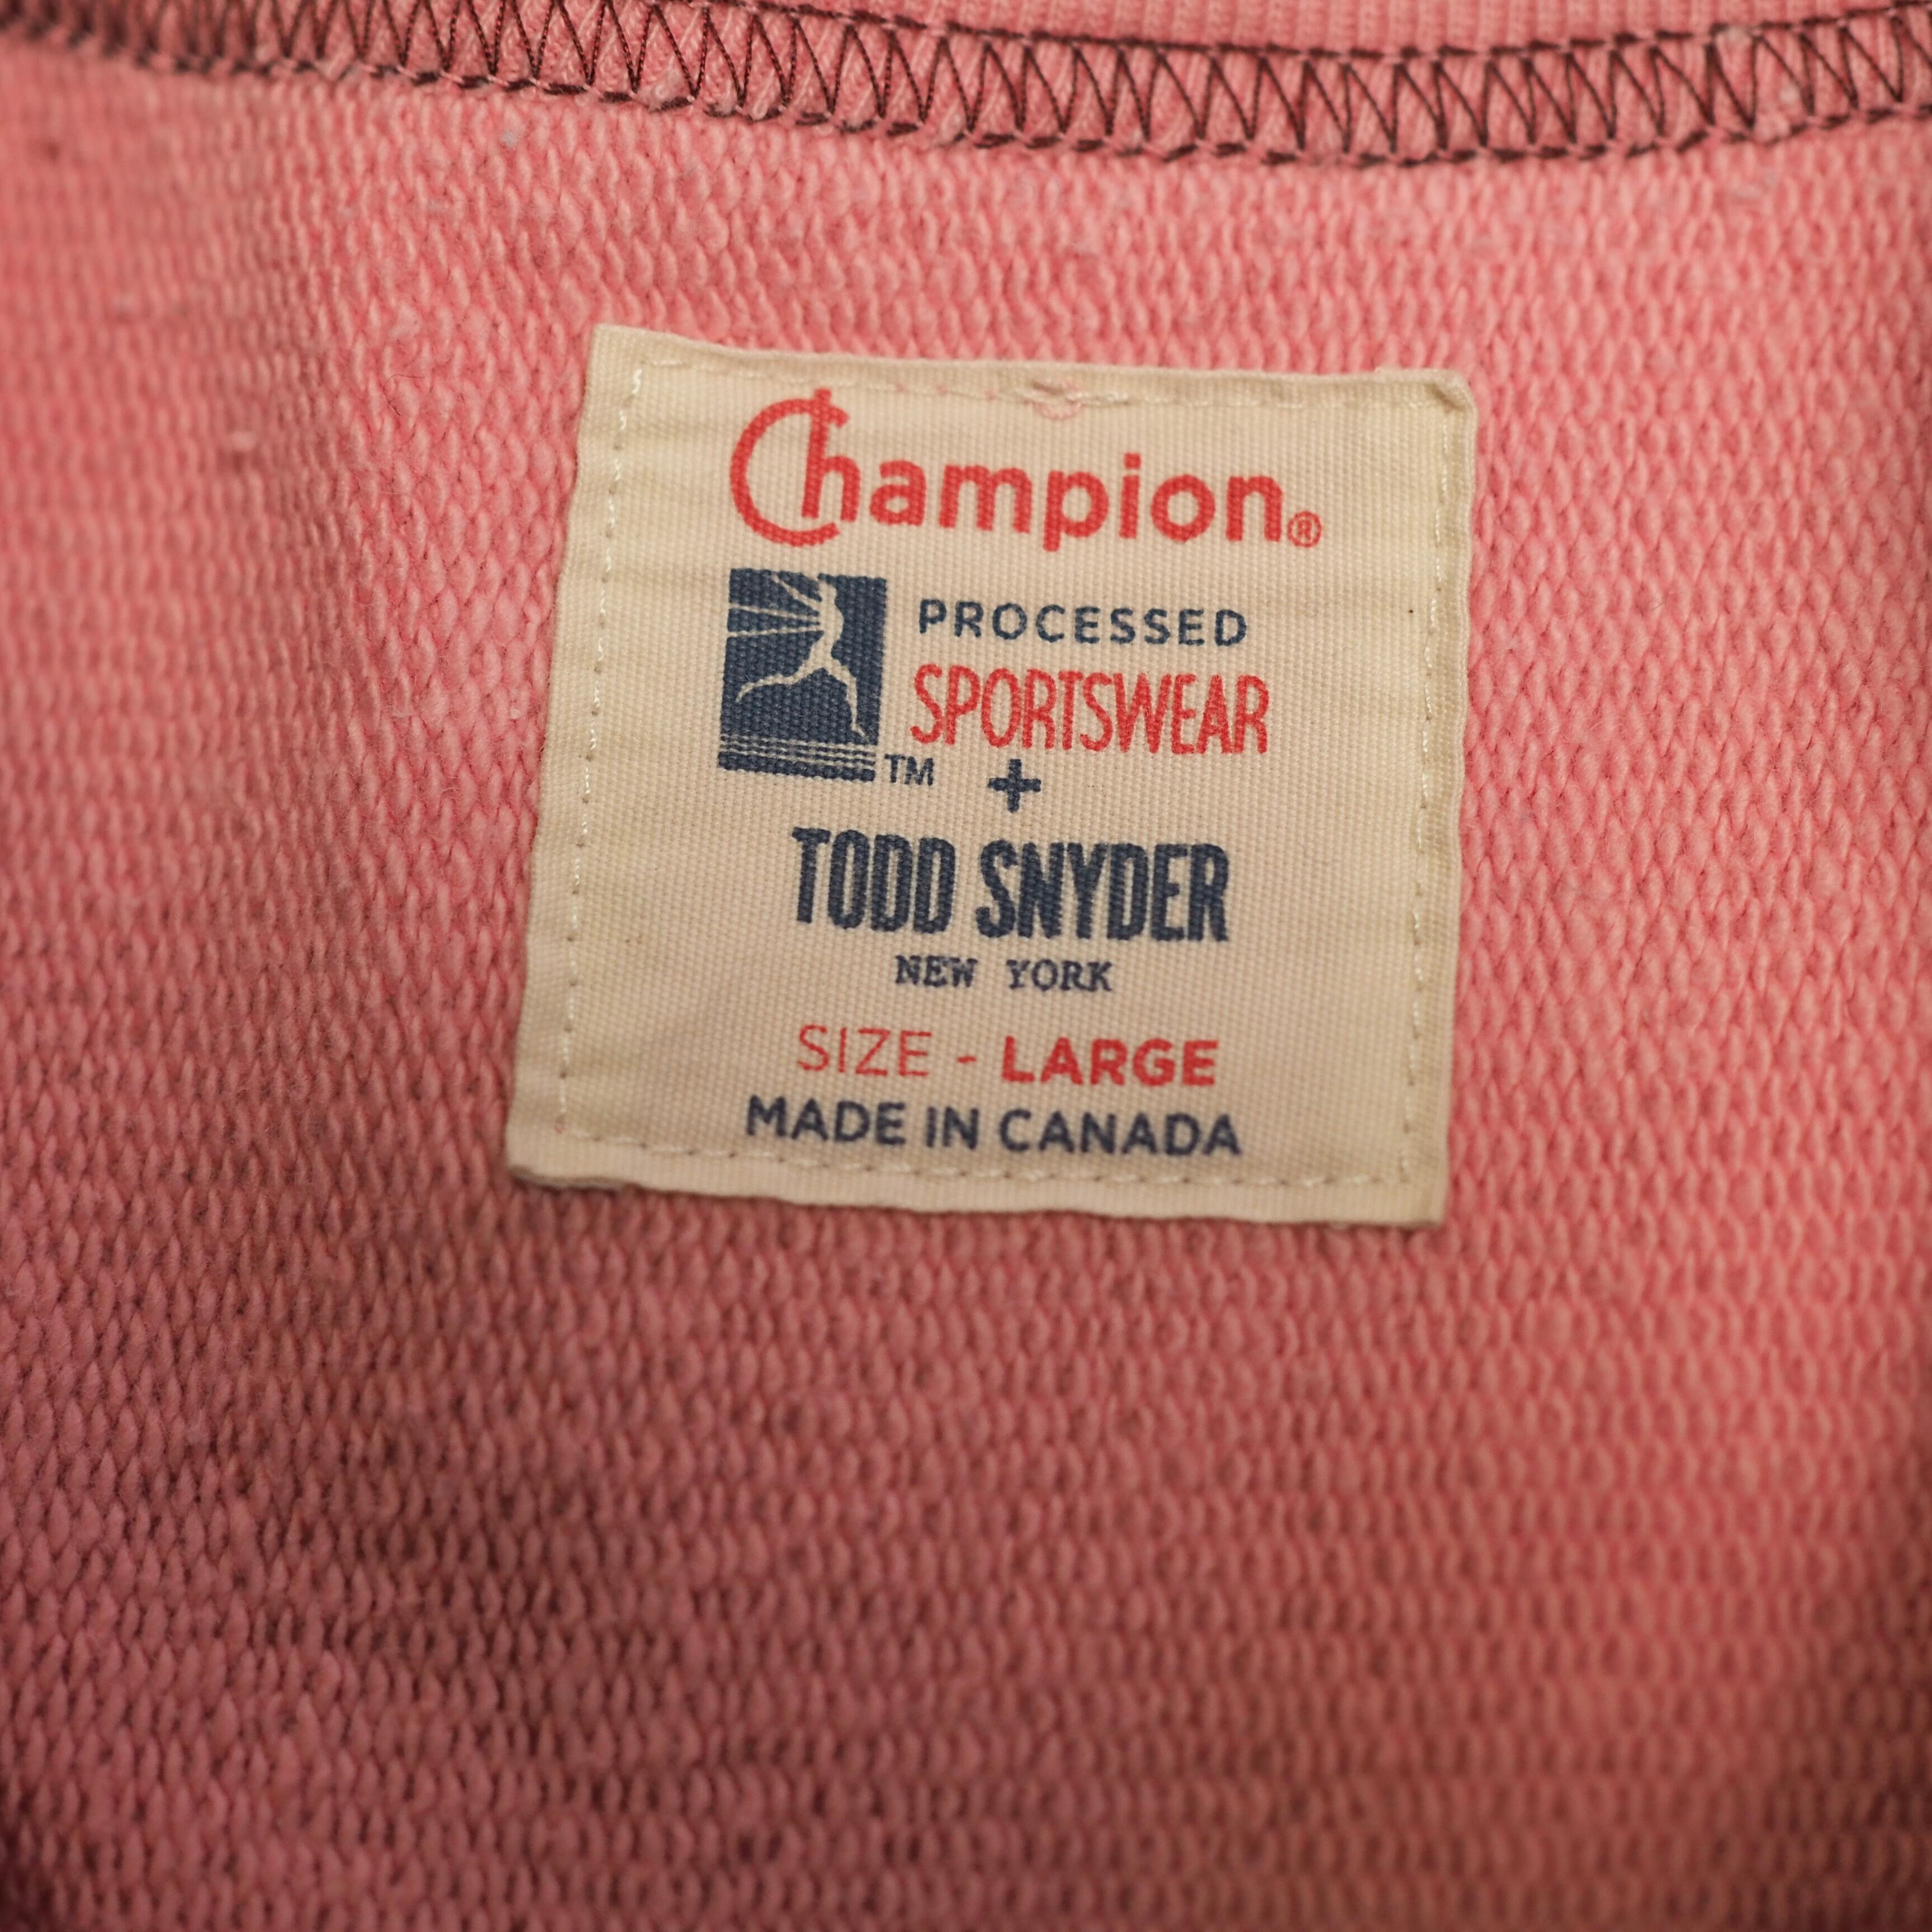 Champion®
PROCESSED
SPORTSWEAR
™ +
TODD SNYDER
NEW YORK
SIZE - LARGE
MADE IN CANADA